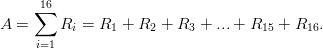 A = \sum_{i=1}^{16} R_i = R_1 + R_2 + R_3 + ... + R_{15} + R_{16}.